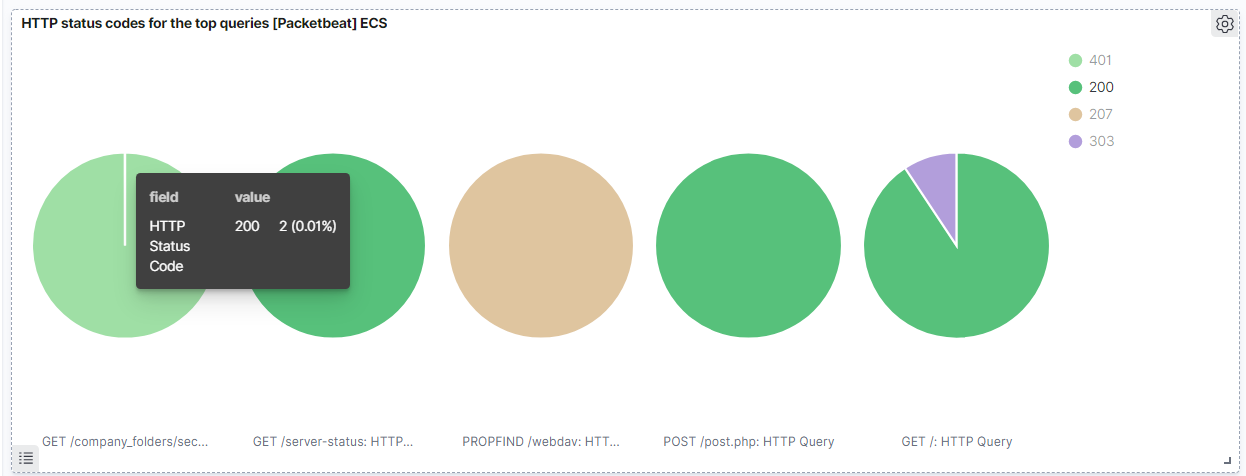 HTTP status codes for the top queries [Packetbeat] ECS
401
200
207
303
field value
HTTP 200 2 (0.01%)
Status
Code
GET /company_folders/sec... GET /server-status: HTTP... PROPFIND /webdav: HTT... POST /post.php: HTTP Query GET /: HTTP Query